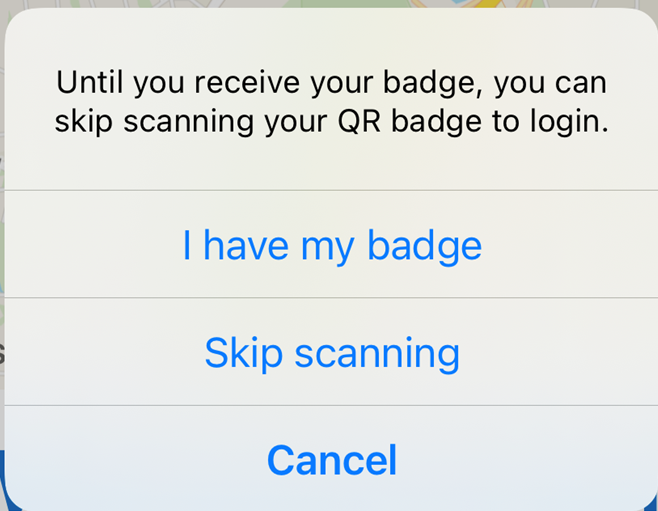 Until you receive your badge, you can
skip scanning your QR badge to login.
I have my badge
Skip scanning
Cancel